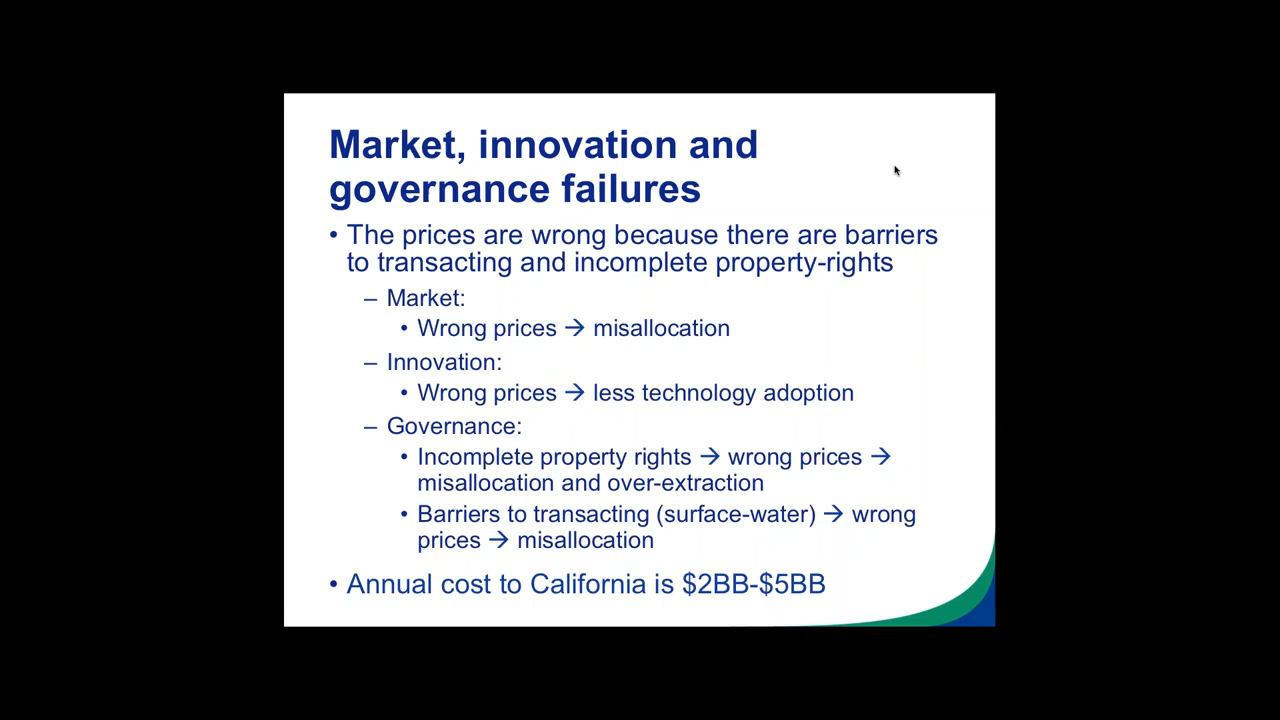 Market, innovation and
governance failures
• The prices are wrong because there are barriers
to transacting and incomplete property-rights
– Market:
• Wrong prices → misallocation
– Innovation:
• Wrong prices → less technology adoption
– Governance:
• Incomplete property rights → wrong prices →
misallocation and over-extraction
• Barriers to transacting (surface-water) → wrong
prices → misallocation
• Annual cost to California is $2BB-$5BB